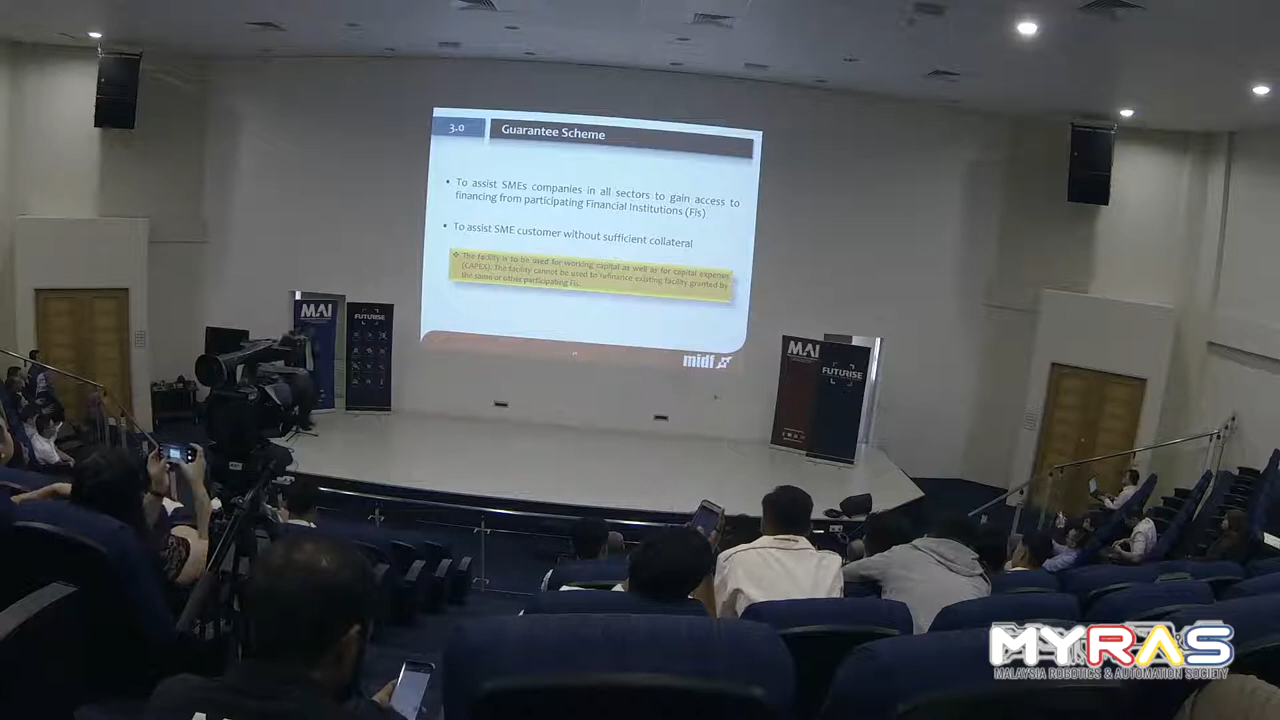 3.0
Guarantee Scheme
• To assist SMEs companies in all sectors to gain access to
financing from participating Financial Institutions (FIs)
• To assist SME customer without sufficient collateral
❖ The facility is to be used for working capital as well as for capital expense
(CAPEX). The facility cannot be used to refinance existing facility granted by
the same or other participating FIs.
midf
MAI
FUTURISE
MAI
FUTURISE
MYRAS
MALAYSIA ROBOTICS & AUTOMATION SOCIETY